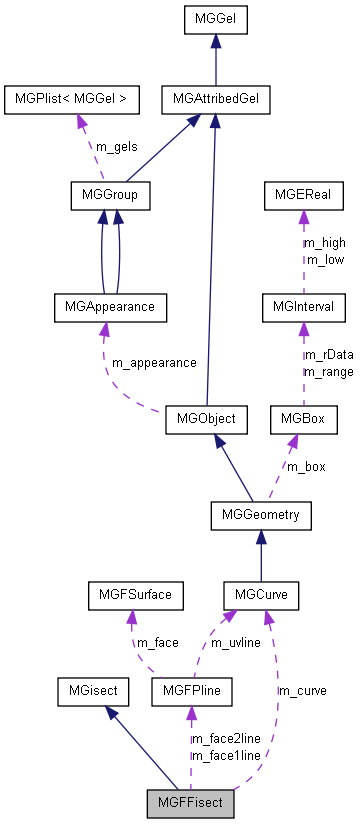 MGGel
MGPlist< MGGel >
MGAttribedGel
m_gels
MGGroup
MGEReal
m_high
m_low
MGAppearance
MGInterval
m_appearance
m_rData
m_range
MGObject
MGBox
m_box
MGGeometry
MGFSurface
MGCurve
m_face
m_uvline
MGisect
MGFPline
m_curve
m_face2line
m_face1line
MGFFisect